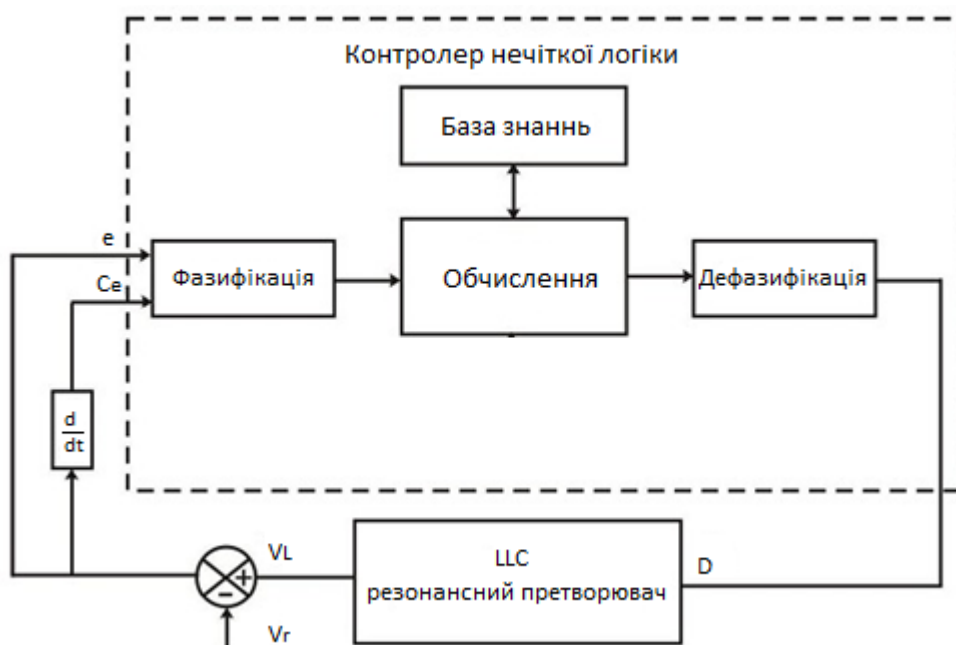 Контролер нечіткої логіки
База знаннь
e
Ce
Фазифікація
Обчислення
Дефазифікація
d
dt
VL
LLC
резонансний претворювач
D
+
-
Vr